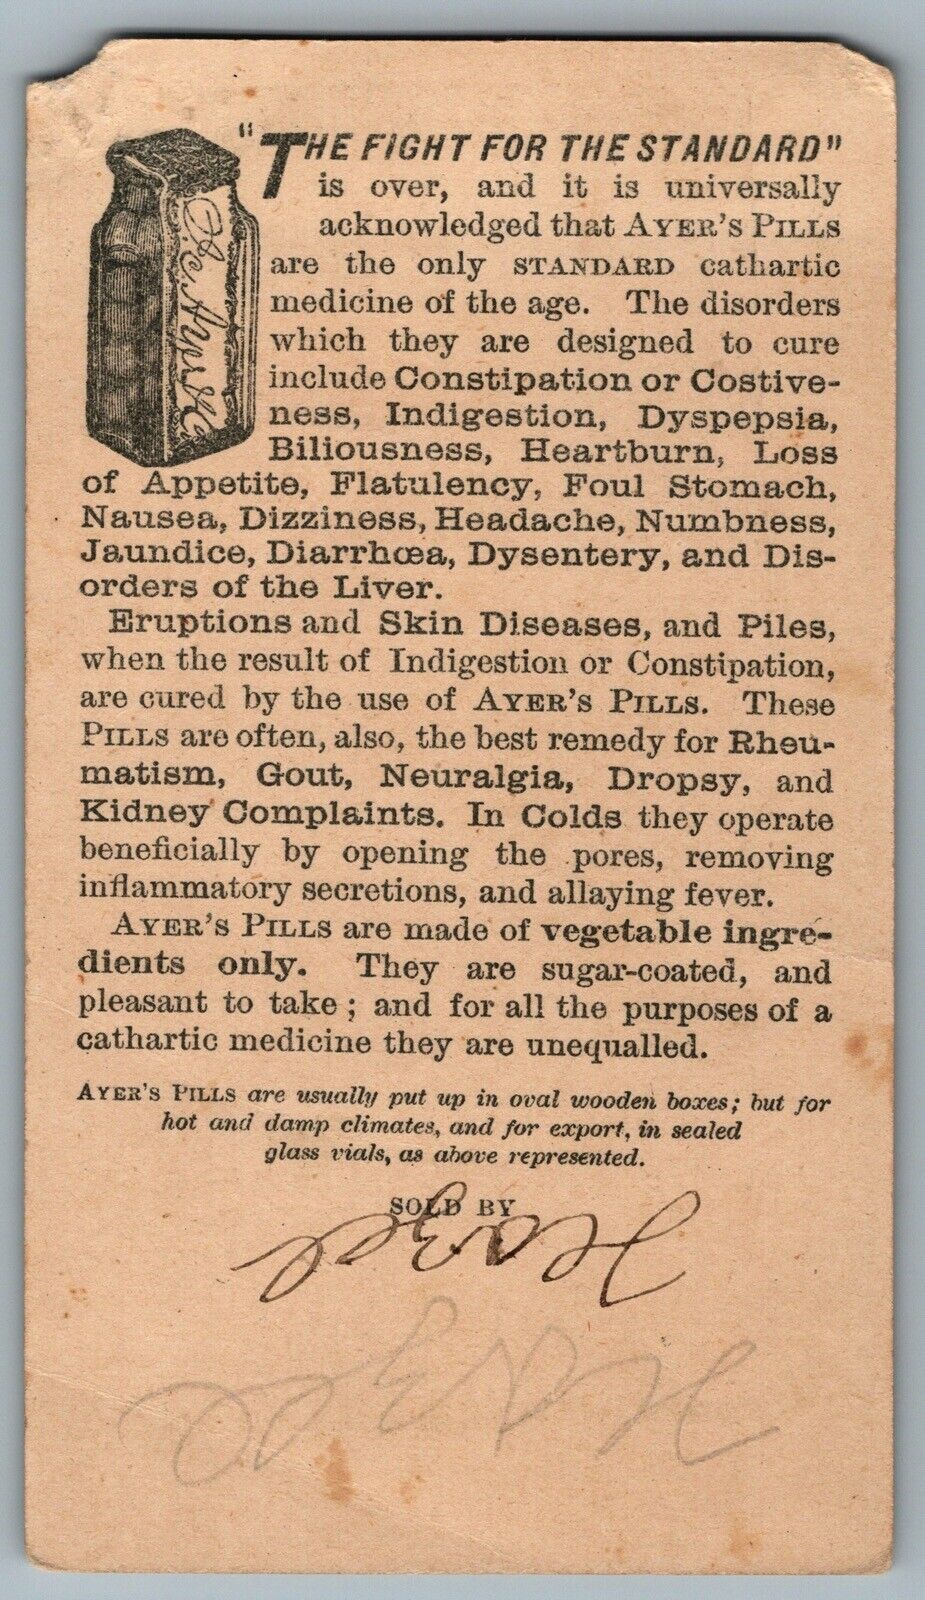 "THE FIGHT FOR THE STANDARD"
is over, and it is universally
acknowledged that AYER'S PILLS
are the only STANDARD cathartic
medicine of the age. The disorders
which they are designed to cure
include Constipation or Costive-
ness, Indigestion, Dyspepsia,
Biliousness, Heartburn, Loss
of Appetite, Flatulency, Foul Stomach,
Nausea, Dizziness, Headache, Numbness,
Jaundice, Diarrhœa, Dysentery, and Dis-
orders of the Liver.
Eruptions and Skin Diseases, and Piles,
when the result of Indigestion or Constipation,
are cured by the use of AYER'S PILLS. These
PILLS are often, also, the best remedy for Rheu-
matism, Gout, Neuralgia, Dropsy, and
Kidney Complaints. In Colds they operate
beneficially by opening the pores, removing
inflammatory secretions, and allaying fever.
AYER'S PILLS are made of vegetable ingre-
dients only. They are sugar-coated, and
pleasant to take; and for all the purposes of a
cathartic medicine they are unequalled.
AYER'S PILLS are usually put up in oval wooden boxes; but for
hot and damp climates, and for export, in sealed
glass vials, as above represented.
SOLD BY
Hazel
Hazel